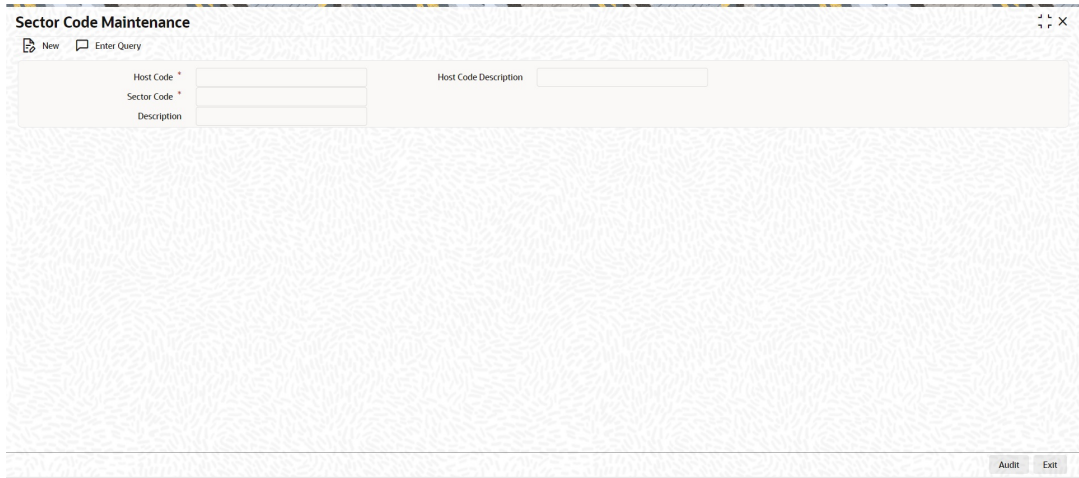 Sector Code Maintenance
New Enter Query
Host Code * Host Code Description
Sector Code *
Description
Audit Exit